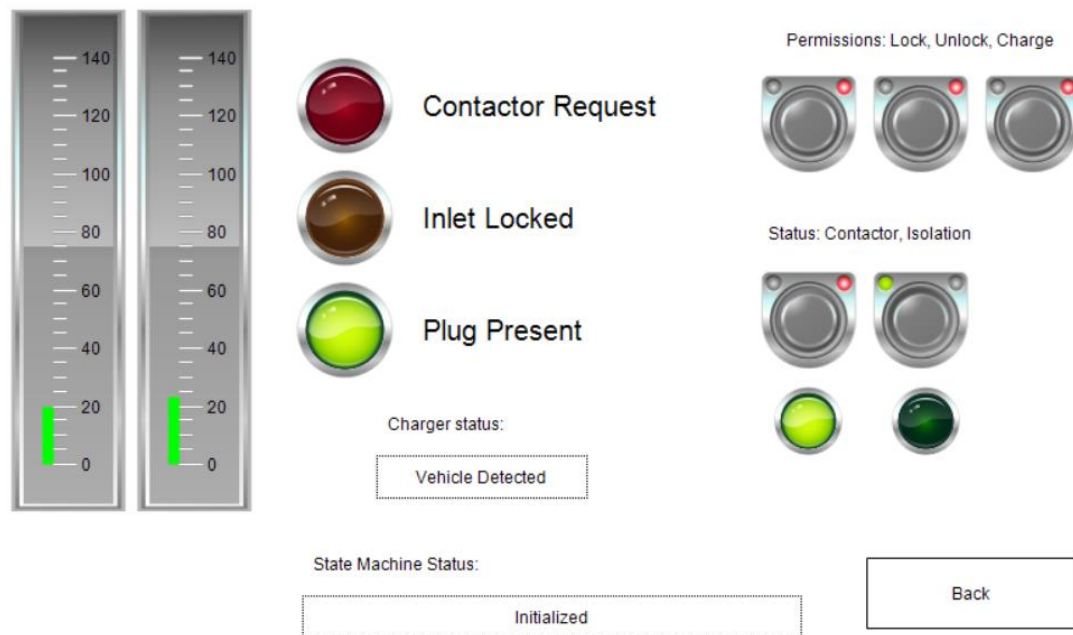 140 140
120 120
100 100
80 80
60 60
40 40
20 20
0 0
Contactor Request
Inlet Locked
Plug Present
Charger status:
Vehicle Detected
State Machine Status:
Initialized
Permissions: Lock, Unlock, Charge
Status: Contactor, Isolation
Back